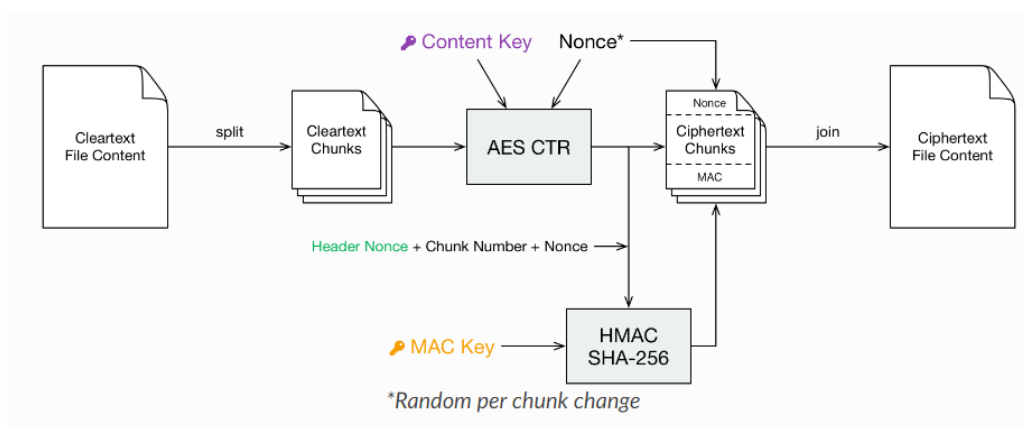 Content Key
Nonce*
Cleartext
File Content
split
Cleartext
Chunks
AES CTR
Nonce
Ciphertext
Chunks
MAC
join
Ciphertext
File Content
Header Nonce + Chunk Number + Nonce
MAC Key
HMAC
SHA-256
*Random per chunk change